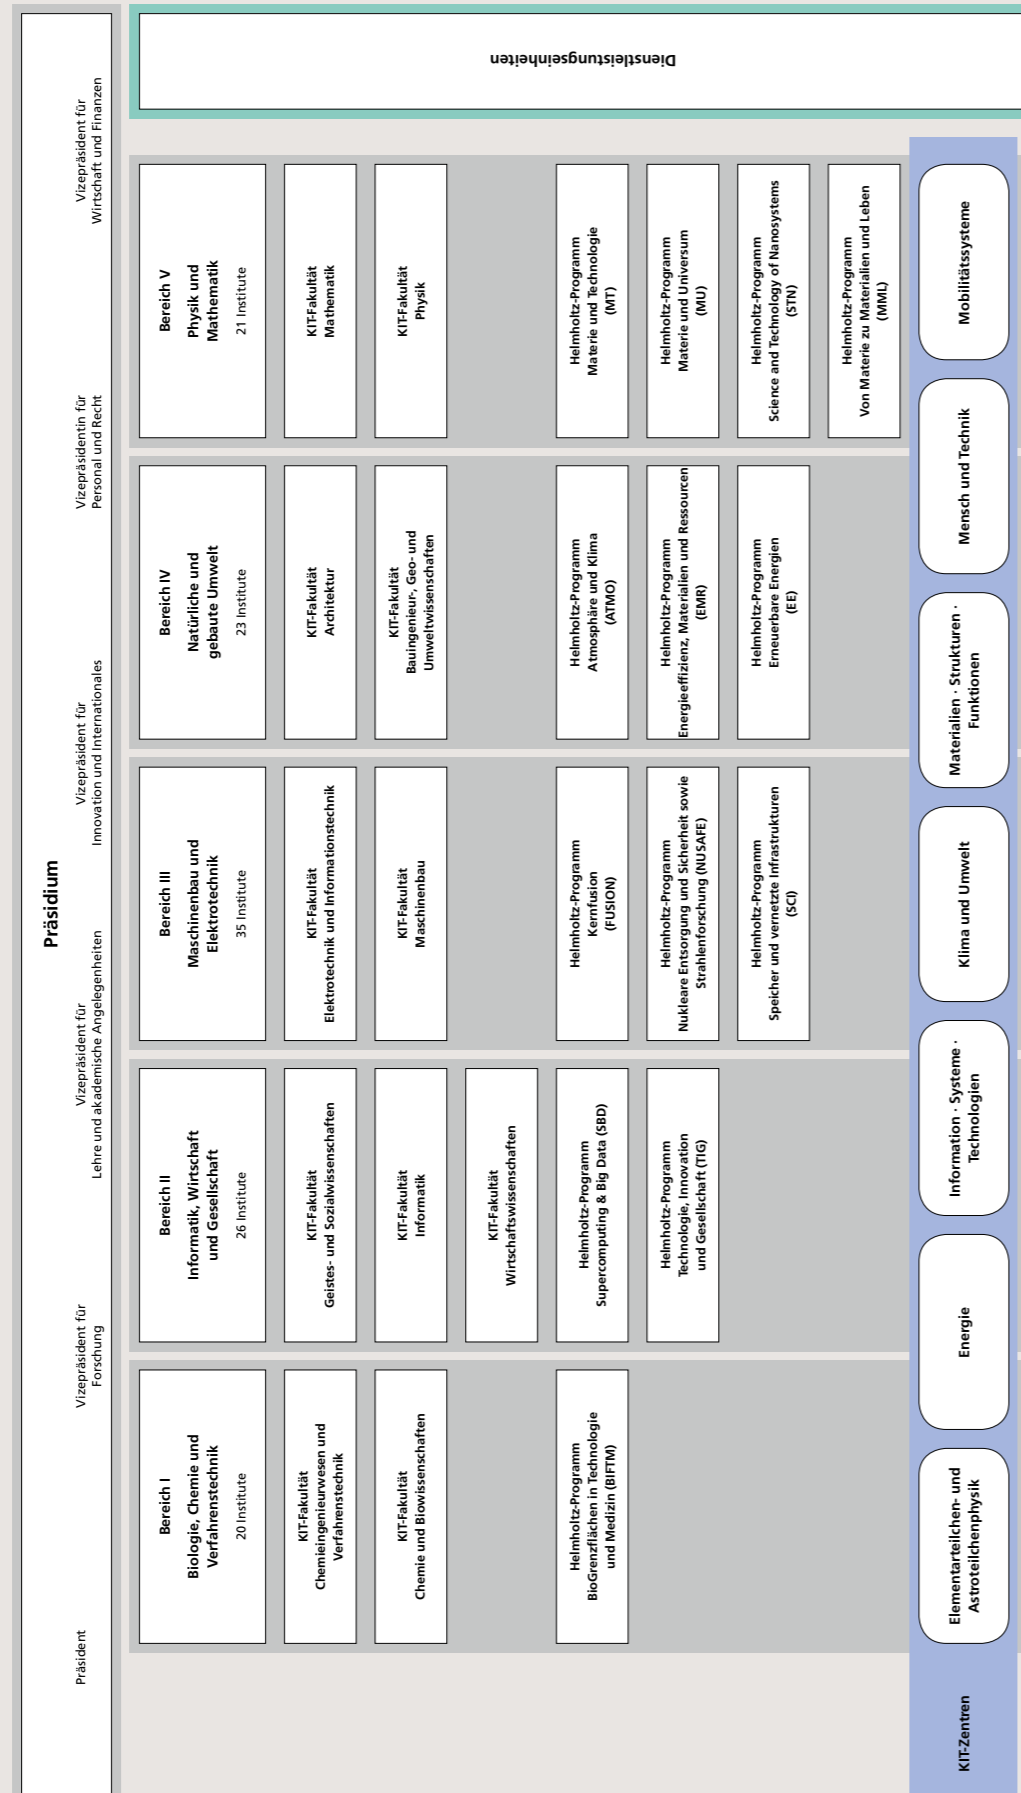 Präsidium
Präsident
Vizepräsident für
Forschung
Vizepräsident für
Lehre und akademische Angelegenheiten
Vizepräsident für
Innovation und Internationales
Vizepräsidentin für
Personal und Recht
Vizepräsident für
Wirtschaft und Finanzen
Bereich I
Biologie, Chemie und
Verfahrenstechnik
20 Institute
KIT-Fakultät
Chemieingenieurwesen und
Verfahrenstechnik
KIT-Fakultät
Chemie und Biowissenschaften
Helmholtz-Programm
BioGrenzflächen in Technologie
und Medizin (BIFTM)
Bereich II
Informatik, Wirtschaft
und Gesellschaft
26 Institute
KIT-Fakultät
Geistes- und Sozialwissenschaften
KIT-Fakultät
Informatik
KIT-Fakultät
Wirtschaftswissenschaften
Helmholtz-Programm
Supercomputing & Big Data (SBD)
Helmholtz-Programm
Technologie, Innovation
und Gesellschaft (TIG)
Bereich III
Maschinenbau und
Elektrotechnik
35 Institute
KIT-Fakultät
Elektrotechnik und Informationstechnik
KIT-Fakultät
Maschinenbau
Helmholtz-Programm
Kernfusion
(FUSION)
Helmholtz-Programm
Nukleare Entsorgung und Sicherheit sowie
Strahlenforschung (NUSAFE)
Helmholtz-Programm
Speicher und vernetzte Infrastrukturen
(SCI)
Bereich IV
Natürliche und
gebaute Umwelt
23 Institute
KIT-Fakultät
Architektur
KIT-Fakultät
Bauingenieur-, Geo- und
Umweltwissenschaften
Helmholtz-Programm
Atmosphäre und Klima
(ATMO)
Helmholtz-Programm
Energieeffizienz, Materialien und Ressourcen
(EMR)
Helmholtz-Programm
Erneuerbare Energien
(EE)
Bereich V
Physik und
Mathematik
21 Institute
KIT-Fakultät
Mathematik
KIT-Fakultät
Physik
Helmholtz-Programm
Materie und Technologie
(MT)
Helmholtz-Programm
Materie und Universum
(MU)
Helmholtz-Programm
Science and Technology of Nanosystems
(STN)
Helmholtz-Programm
Von Materie zu Materialien und Leben
(MML)
Dienstleistungseinheiten
KIT-Zentren
Elementarteilchen- und
Astroteilchenphysik
Energie
Information · Systeme ·
Technologien
Klima und Umwelt
Materialien · Strukturen ·
Funktionen
Mensch und Technik
Mobilitätssysteme